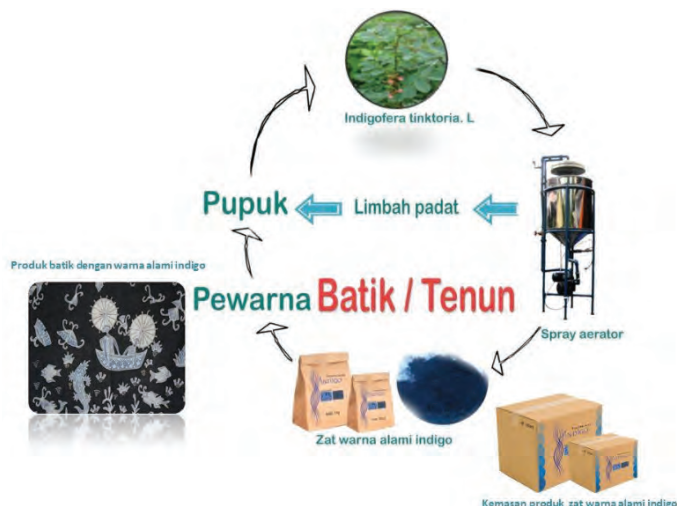 Indigofera tinktoria. L
Pupuk
Limbah padat
Produk batik dengan warna alami indigo
Pewarna Batik / Tenun
Spray aerator
Zat warna alami indigo
Kemasan produk zat warna alami indigo